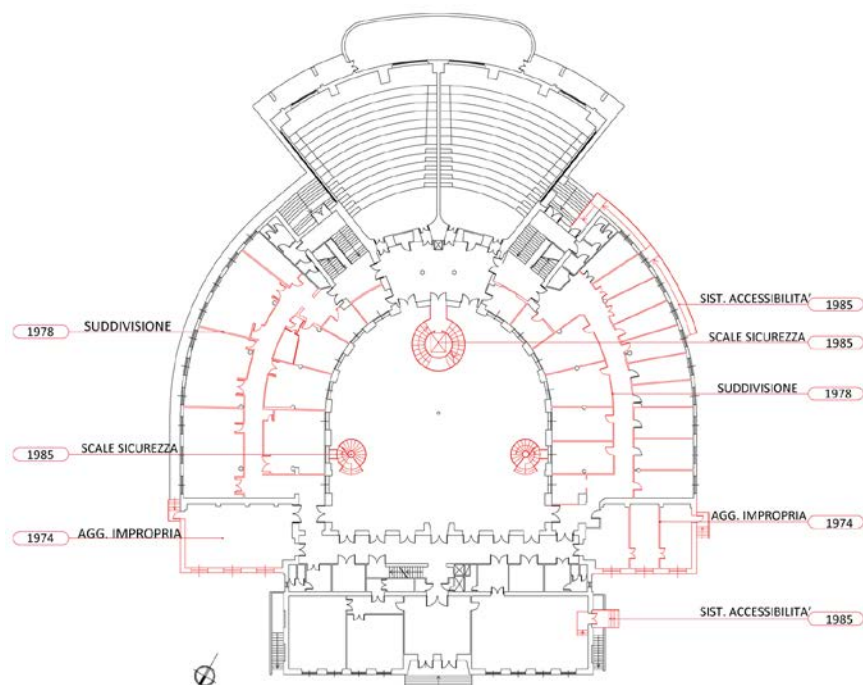 SIST. ACCESSIBILITA' 1985
1978 SUDDIVISIONE
SCALE SICUREZZA 1985
SUDDIVISIONE 1978
1985 SCALE SICUREZZA
AGG. IMPROPRIA 1974
1974 AGG. IMPROPRIA
SIST. ACCESSIBILITA' 1985